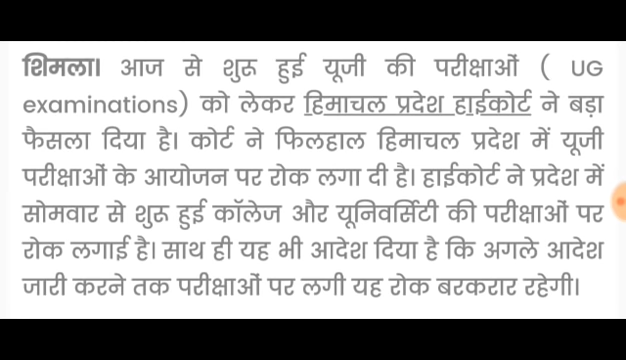 शिमला। आज से शुरू हुई यूजी की परीक्षाओं ( UG
examinations) को लेकर हिमाचल प्रदेश हाईकोर्ट ने बड़ा
फैसला दिया है। कोर्ट ने फिलहाल हिमाचल प्रदेश में यूजी
परीक्षाओं के आयोजन पर रोक लगा दी है। हाईकोर्ट ने प्रदेश में
सोमवार से शुरू हुई कॉलेज और यूनिवर्सिटी की परीक्षाओं पर
रोक लगाई है। साथ ही यह भी आदेश दिया है कि अगले आदेश
जारी करने तक परीक्षाओं पर लगी यह रोक बरकरार रहेगी।